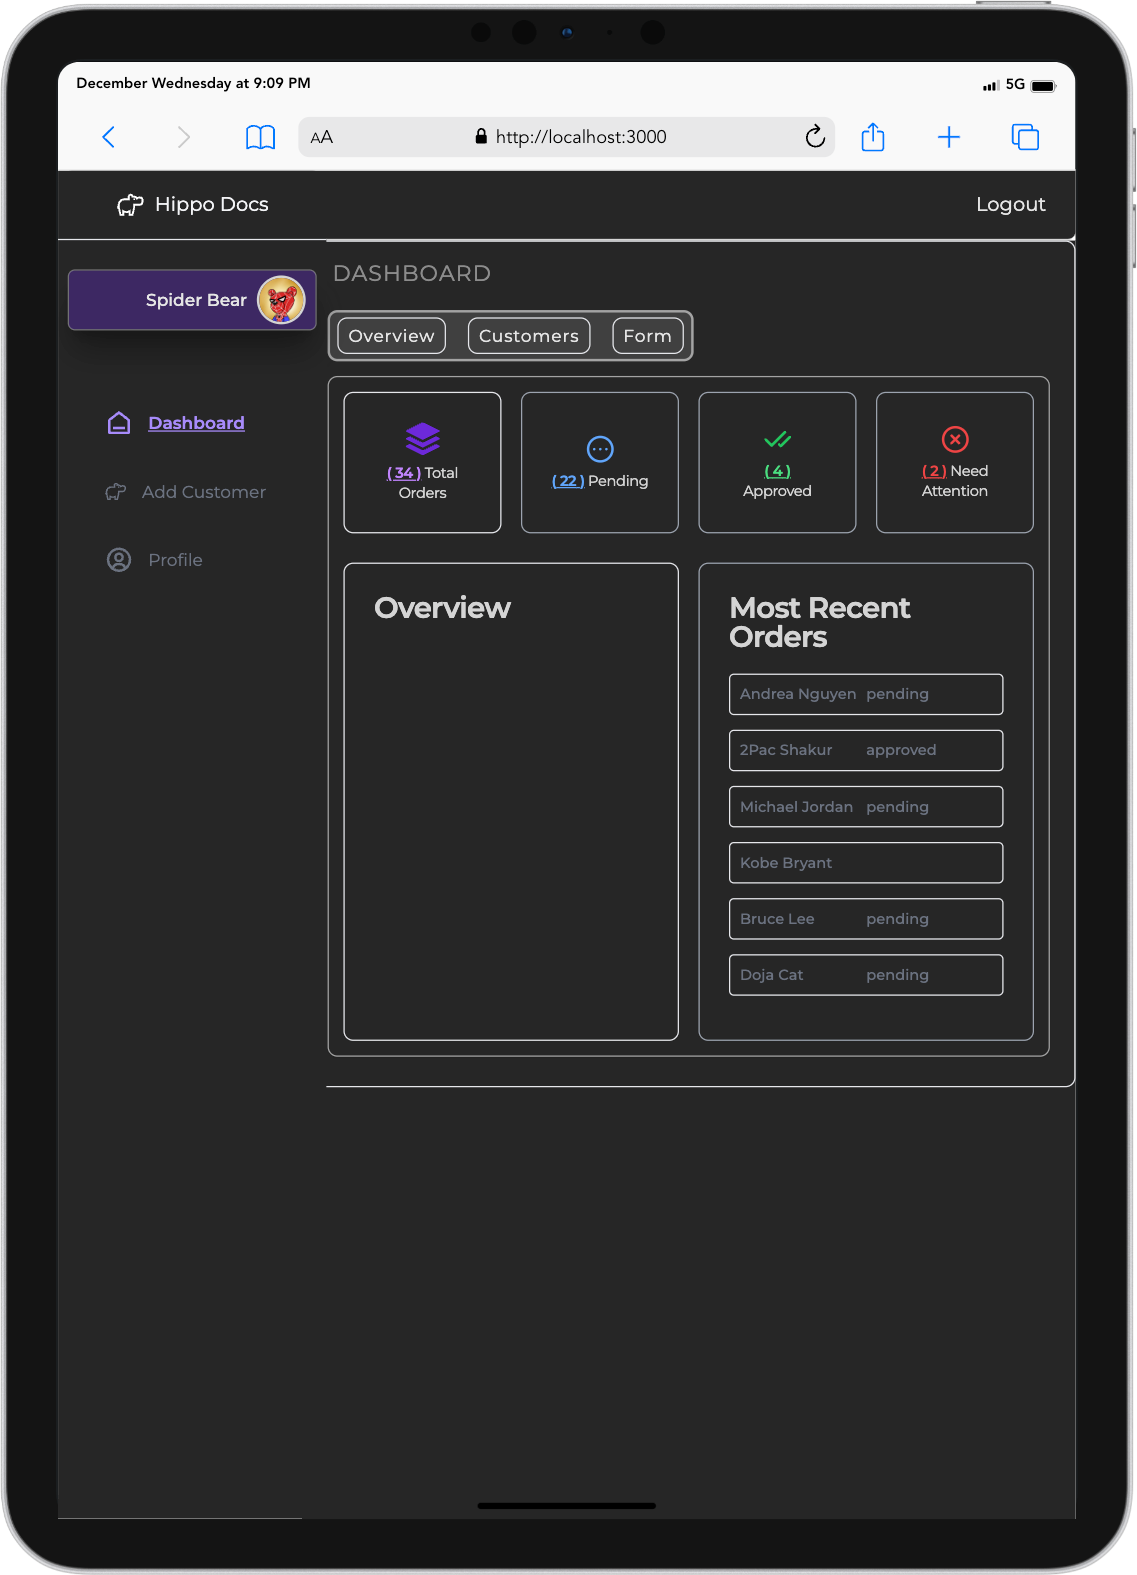 December Wednesday at 9:09 PM
5G
AA
http://localhost:3000
Hippo Docs
Logout
Spider Bear
Dashboard
Add Customer
Profile
DASHBOARD
Overview
Customers
Form
( 34 ) Total
Orders
( 22 ) Pending
( 4 )
Approved
( 2 ) Need
Attention
Overview
Most Recent
Orders
Andrea Nguyen pending
2Pac Shakur approved
Michael Jordan pending
Kobe Bryant
Bruce Lee pending
Doja Cat pending